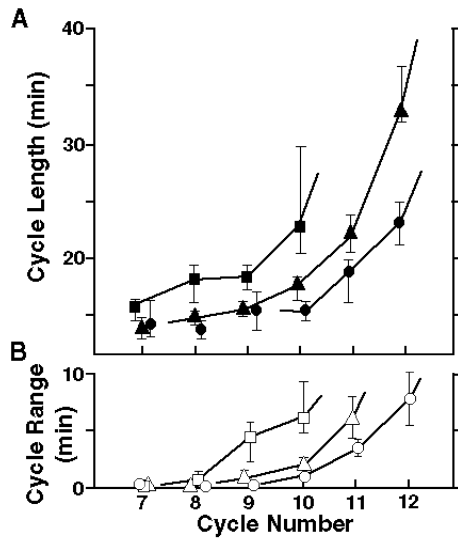 A
40
30
20
Cycle Length (min)
B
10
5
0
Cycle Range
(min)
7 8 9 10 11 12
Cycle Number